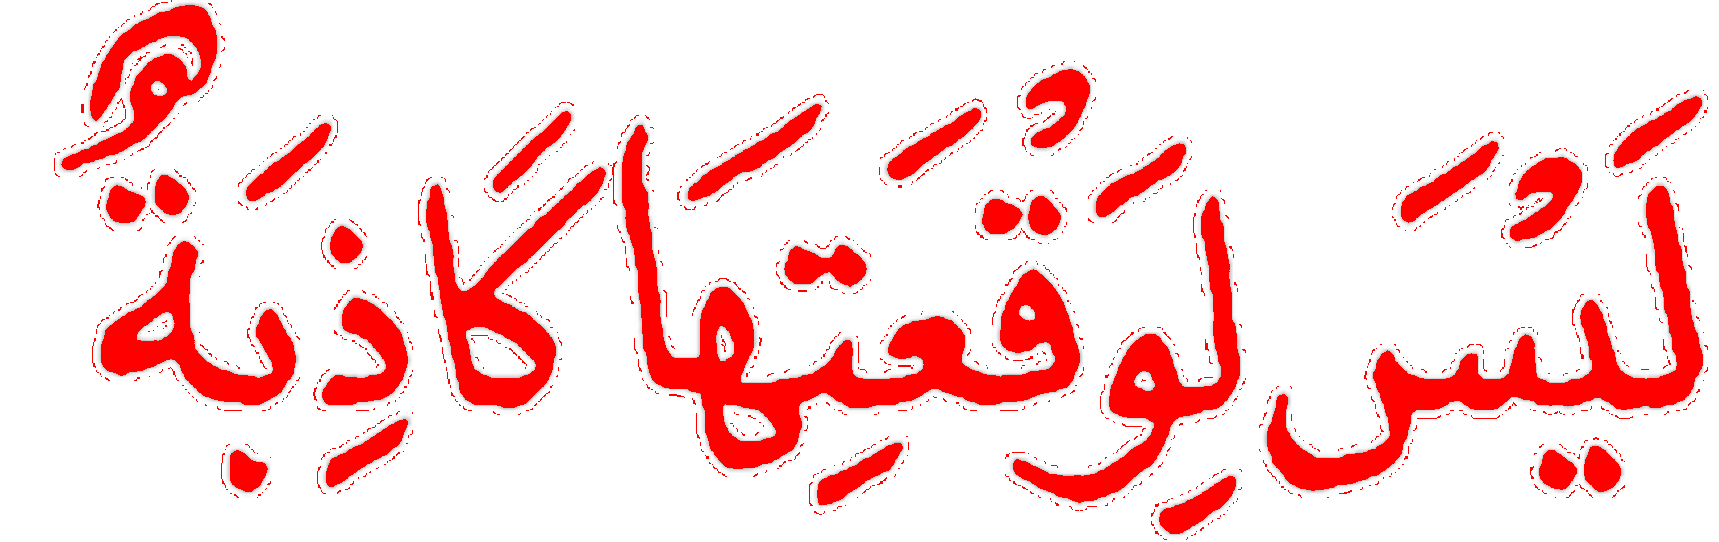 لَيْسَ لِوَقْعَتِهَا كَاذِبَةٌ